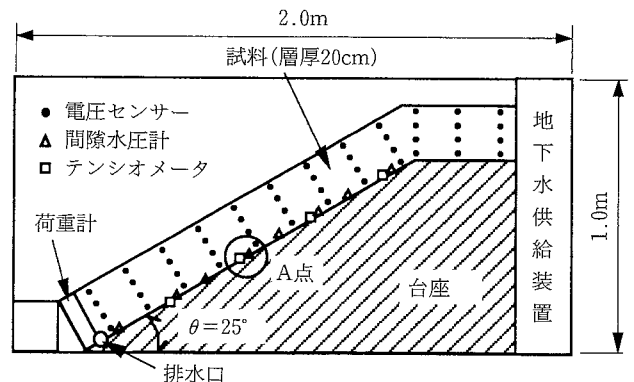 2.0m
試料(層厚20cm)
電圧センサー
間隙水圧計
テンシオメータ
荷重計
A点
台座
θ=25°
排水口
地下水供給装置
1.0m